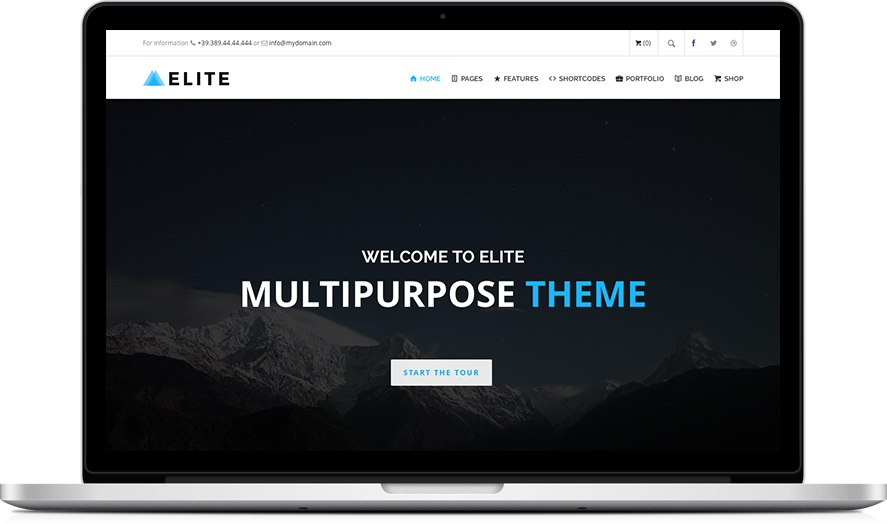 For information +39.389.44.44.444 or info@mydomain.com
(0)
ELITE
HOME PAGES FEATURES SHORTCODES PORTFOLIO BLOG SHOP
WELCOME TO ELITE
MULTIPURPOSE THEME
START THE TOUR